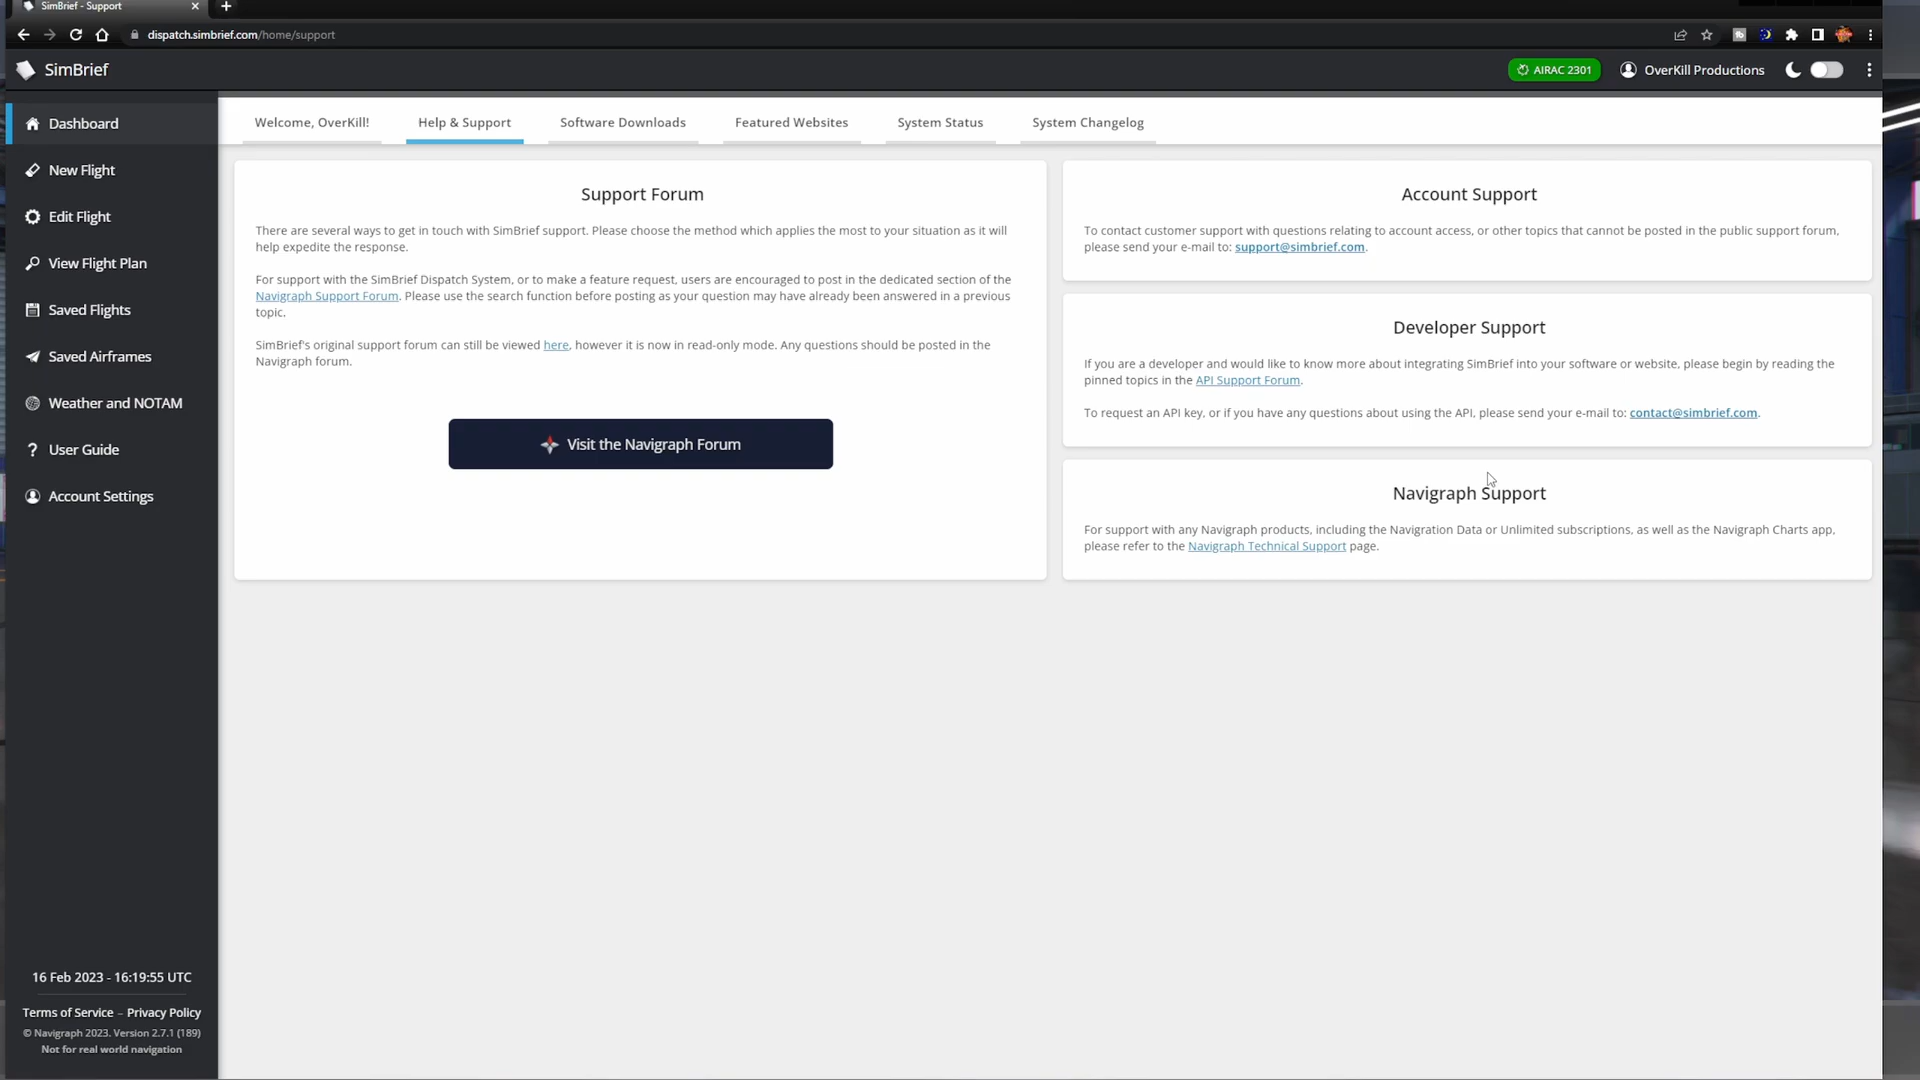 SimBrief - Support
dispatch.simbrief.com/home/support
SimBrief
AIRAC 2301
OverKill Productions
Dashboard
New Flight
Edit Flight
View Flight Plan
Saved Flights
Saved Airframes
Weather and NOTAM
User Guide
Account Settings
16 Feb 2023 - 16:19:55 UTC
Terms of Service – Privacy Policy
© Navigraph 2023. Version 2.7.1 (189)
Not for real world navigation
Welcome, OverKill!
Help & Support
Software Downloads
Featured Websites
System Status
System Changelog
Support Forum
There are several ways to get in touch with SimBrief support. Please choose the method which applies the most to your situation as it will
help expedite the response.
For support with the SimBrief Dispatch System, or to make a feature request, users are encouraged to post in the dedicated section of the
Navigraph Support Forum. Please use the search function before posting as your question may have already been answered in a previous
topic.
SimBrief's original support forum can still be viewed here, however it is now in read-only mode. Any questions should be posted in the
Navigraph forum.
Visit the Navigraph Forum
Account Support
To contact customer support with questions relating to account access, or other topics that cannot be posted in the public support forum,
please send your e-mail to: support@simbrief.com.
Developer Support
If you are a developer and would like to know more about integrating SimBrief into your software or website, please begin by reading the
pinned topics in the API Support Forum.
To request an API key, or if you have any questions about using the API, please send your e-mail to: contact@simbrief.com.
Navigraph Support
For support with any Navigraph products, including the Navigration Data or Unlimited subscriptions, as well as the Navigraph Charts app,
please refer to the Navigraph Technical Support page.